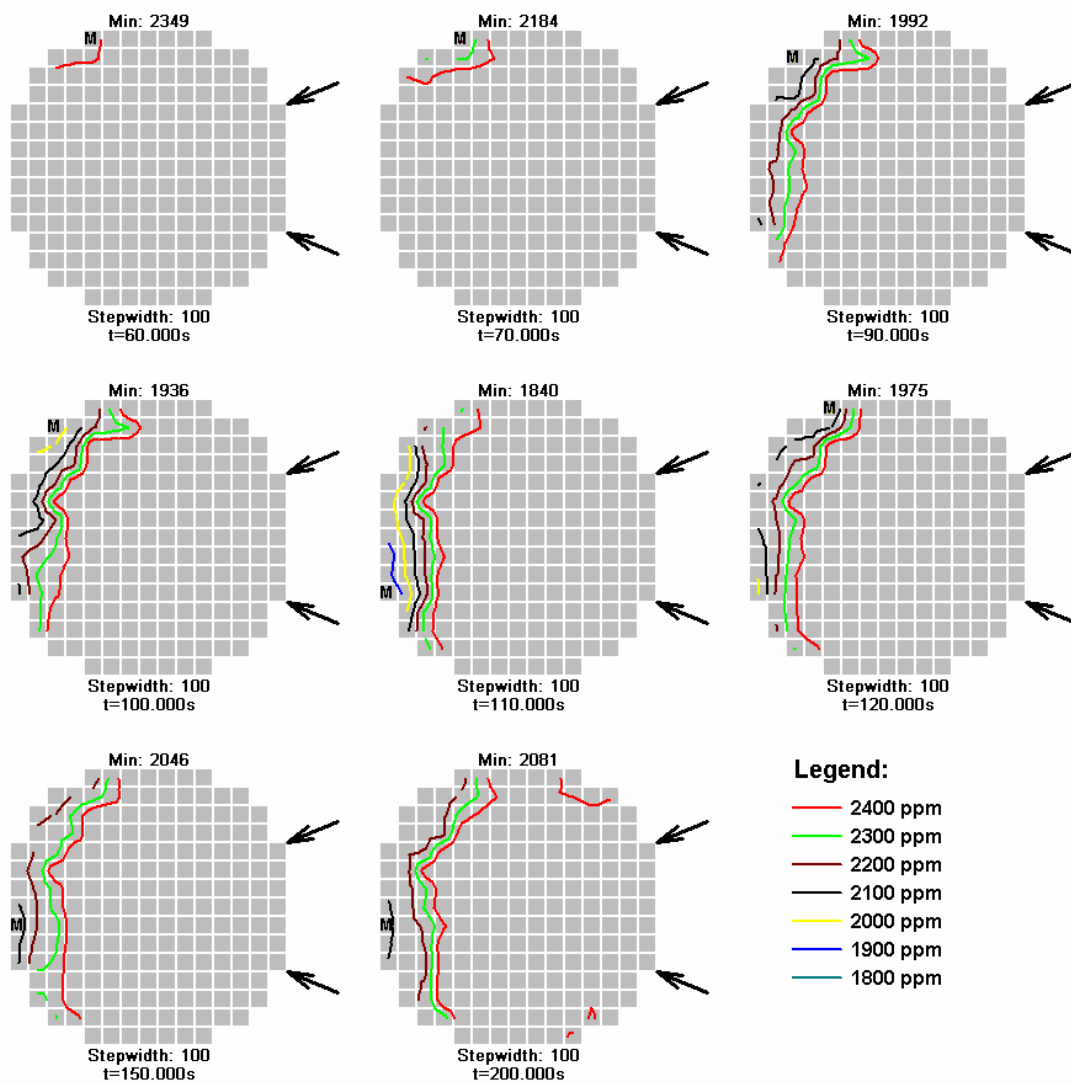 Min: 2349
M
Stepwidth: 100
t=60.000s
Min: 2184
M
Stepwidth: 100
t=70.000s
Min: 1992
M
Stepwidth: 100
t=90.000s
Min: 1936
M
Stepwidth: 100
t=100.000s
Min: 1840
M
Stepwidth: 100
t=110.000s
Min: 1975
M
Stepwidth: 100
t=120.000s
Min: 2046
M
Stepwidth: 100
t=150.000s
Min: 2081
M
Stepwidth: 100
t=200.000s
Legend:
2400 ppm
2300 ppm
2200 ppm
2100 ppm
2000 ppm
1900 ppm
1800 ppm